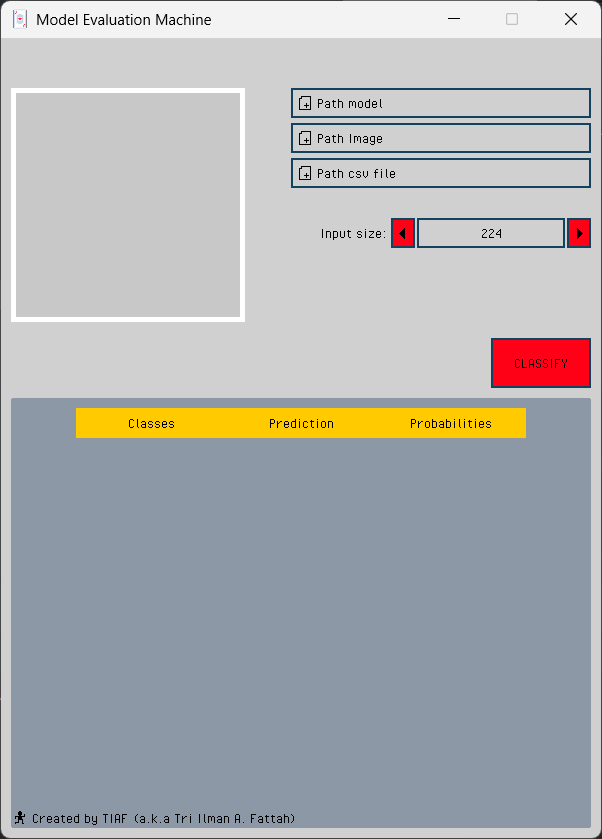 Model Evaluation Machine
Path model
Path Image
Path csv file
Input size: 224
CLASSIFY
Classes Prediction Probabilities
Created by TIAF (a.k.a Tri Ilman A. Fattah)